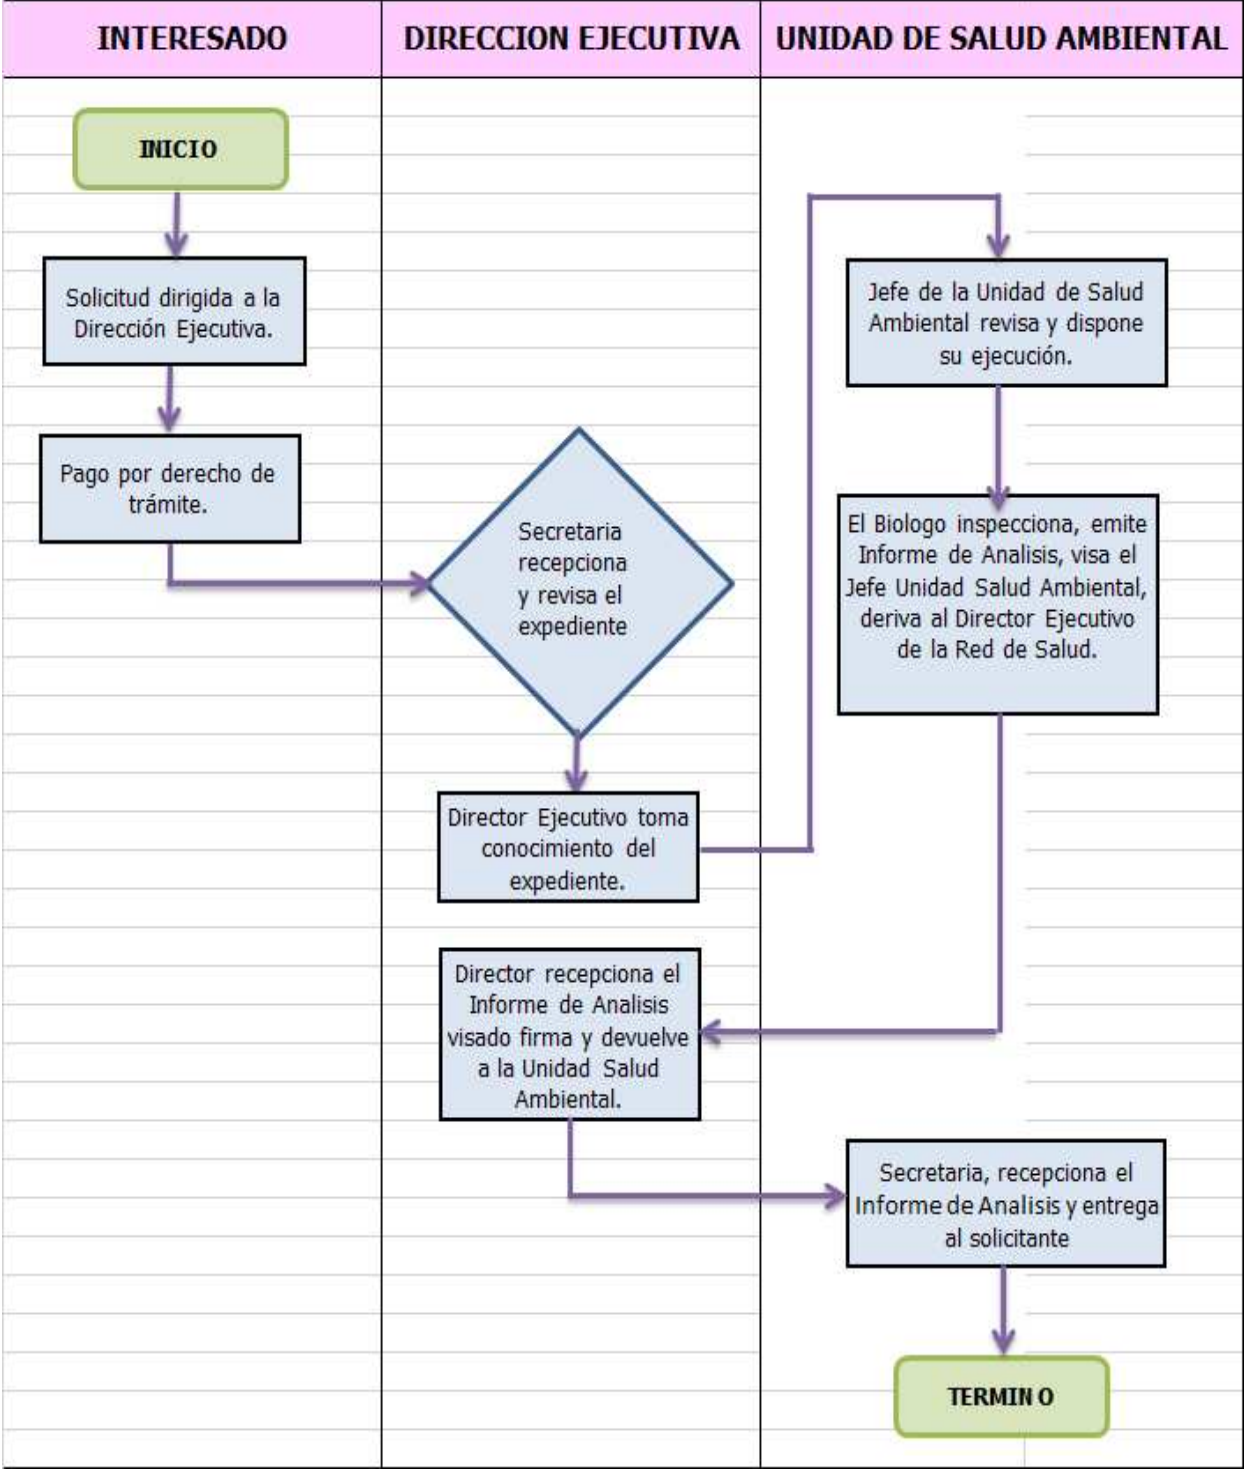 INTERESADO
DIRECCION EJECUTIVA
UNIDAD DE SALUD AMBIENTAL
INICIO
Solicitud dirigida a la
Dirección Ejecutiva.
Pago por derecho de
trámite.
Secretaria
recepciona
y revisa el
expediente
Director Ejecutivo toma
conocimiento del
expediente.
Jefe de la Unidad de Salud
Ambiental revisa y dispone
su ejecución.
El Biologo inspecciona, emite
Informe de Analisis, visa el
Jefe Unidad Salud Ambiental,
deriva al Director Ejecutivo
de la Red de Salud.
Director recepciona el
Informe de Analisis
visado firma y devuelve
a la Unidad Salud
Ambiental.
Secretaria, recepciona el
Informe de Analisis y entrega
al solicitante
TERMINO